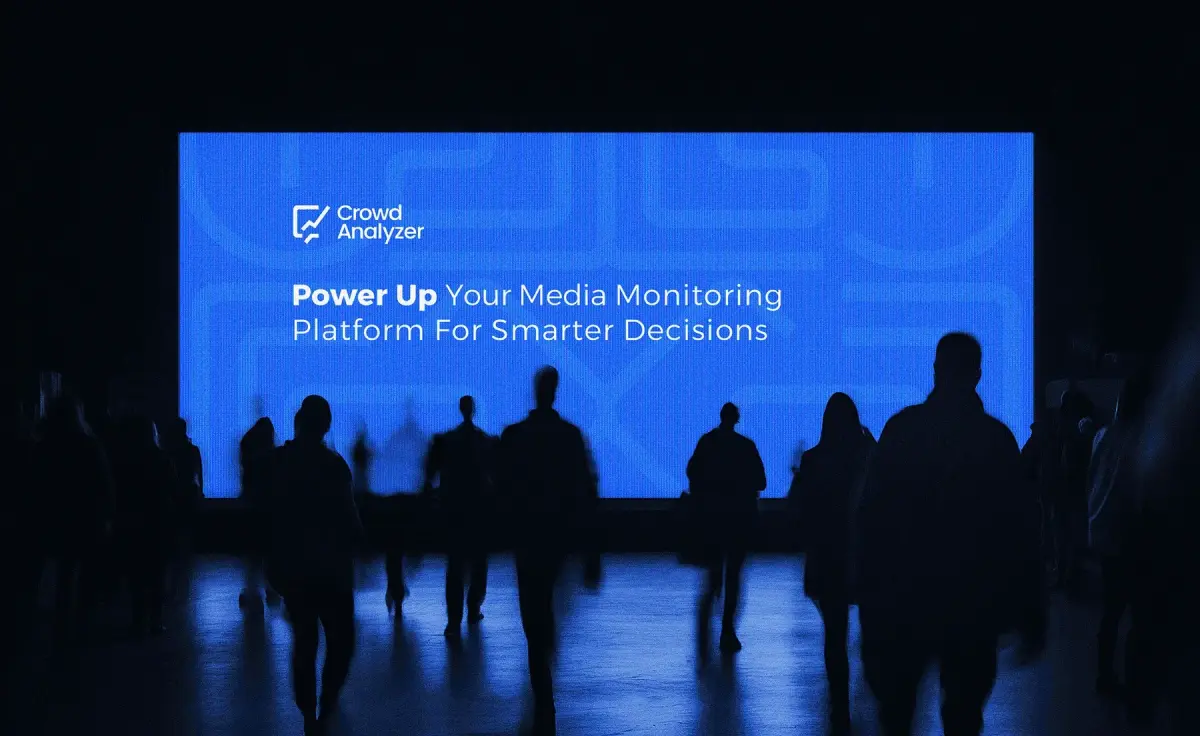 Crowd
Analyzer
Power Up Your Media Monitoring
Platform For Smarter Decisions